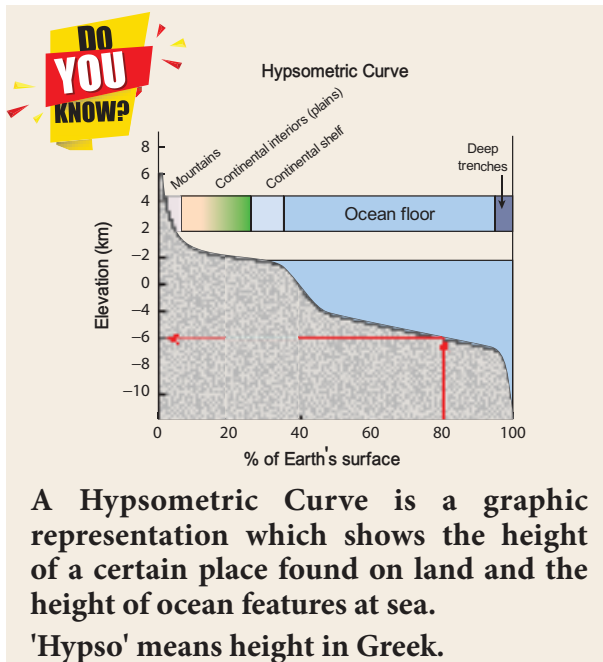 DO
YOU
KNOW?
Hypsometric Curve
Mountains
Continental interiors (plains)
Continental shelf
Deep
trenches
Ocean floor
Elevation (km)
8
6
4
2
−2
0
−4
−6
−8
−10
0 20 40 60 80 100
% of Earth's surface
A Hypsometric Curve is a graphic
representation which shows the height
of a certain place found on land and the
height of ocean features at sea.
'Hypso' means height in Greek.